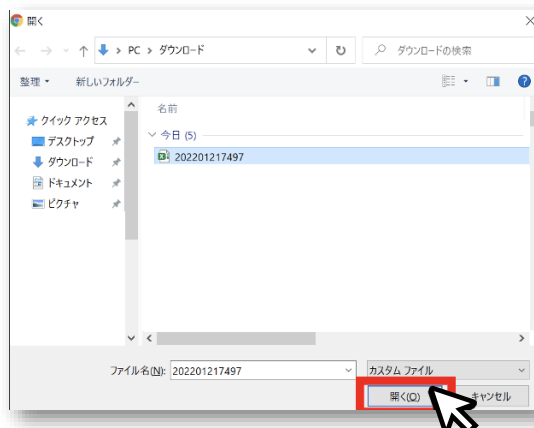 開く
PC > ダウンロード
ダウンロードの検索
整理
新しいフォルダー
名前
クイック アクセス
今日 (5)
デスクトップ
202201217497
ダウンロード
ドキュメント
ピクチャ
ファイル名(N):
202201217497
カスタム ファイル
開く(O)
キャンセル